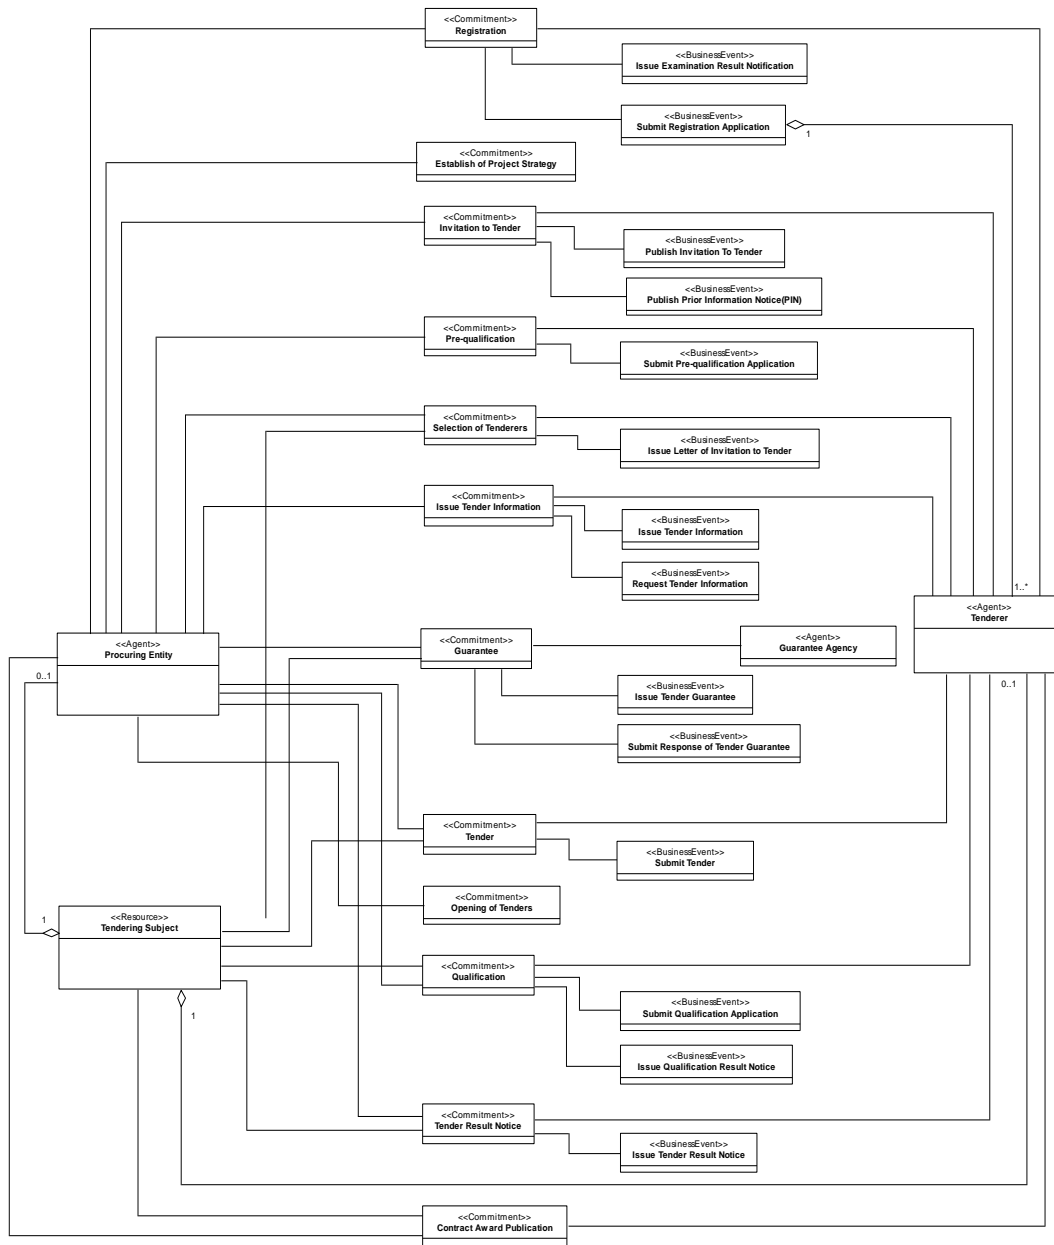 <<Commitment>>
Registration
<<BusinessEvent>>
Issue Examination Result Notification
<<BusinessEvent>>
Submit Registration Application
1
<<Commitment>>
Establish of Project Strategy
<<Commitment>>
Invitation to Tender
<<BusinessEvent>>
Publish Invitation To Tender
<<BusinessEvent>>
Publish Prior Information Notice(PIN)
<<Commitment>>
Pre-qualification
<<BusinessEvent>>
Submit Pre-qualification Application
<<Commitment>>
Selection of Tenderers
<<BusinessEvent>>
Issue Letter of Invitation to Tender
<<Commitment>>
Issue Tender Information
<<BusinessEvent>>
Issue Tender Information
<<BusinessEvent>>
Request Tender Information
1..*
<<Agent>>
Tenderer
0..1
<<Agent>>
Procuring Entity
0..1
<<Commitment>>
Guarantee
<<Agent>>
Guarantee Agency
<<BusinessEvent>>
Issue Tender Guarantee
<<BusinessEvent>>
Submit Response of Tender Guarantee
<<Commitment>>
Tender
<<BusinessEvent>>
Submit Tender
<<Commitment>>
Opening of Tenders
1
<<Resource>>
Tendering Subject
1
<<Commitment>>
Qualification
<<BusinessEvent>>
Submit Qualification Application
<<BusinessEvent>>
Issue Qualification Result Notice
<<Commitment>>
Tender Result Notice
<<BusinessEvent>>
Issue Tender Result Notice
<<Commitment>>
Contract Award Publication